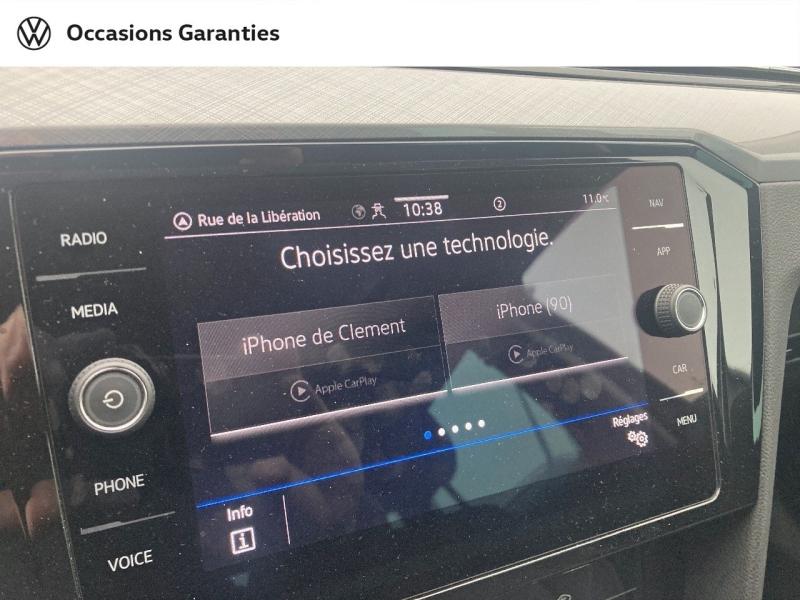 Occasions Garanties
RADIO
MEDIA
PHONE
VOICE
Rue de la Libération
10:38
2
11.0°C
Choisissez une technologie.
iPhone de Clement
Apple CarPlay
iPhone (90)
Apple CarPlay
Réglages
Info
i
NAV
APP
CAR
MENU